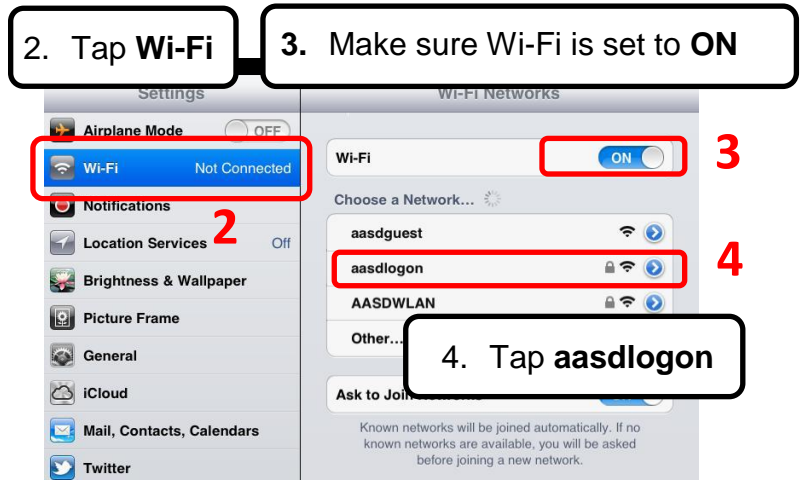 2. Tap Wi-Fi
3. Make sure Wi-Fi is set to ON
Settings
Airplane Mode OFF
Wi-Fi Not Connected
Notifications
2
Location Services Off
Brightness & Wallpaper
Picture Frame
General
iCloud
Mail, Contacts, Calendars
Twitter
Wi-Fi Networks
Wi-Fi ON
3
Choose a Network...
aasdguest
aasdlogon
4
AASDWLAN
Other...
4. Tap aasdlogon
Ask to Join Networks
Known networks will be joined automatically. If no
known networks are available, you will be asked
before joining a new network.